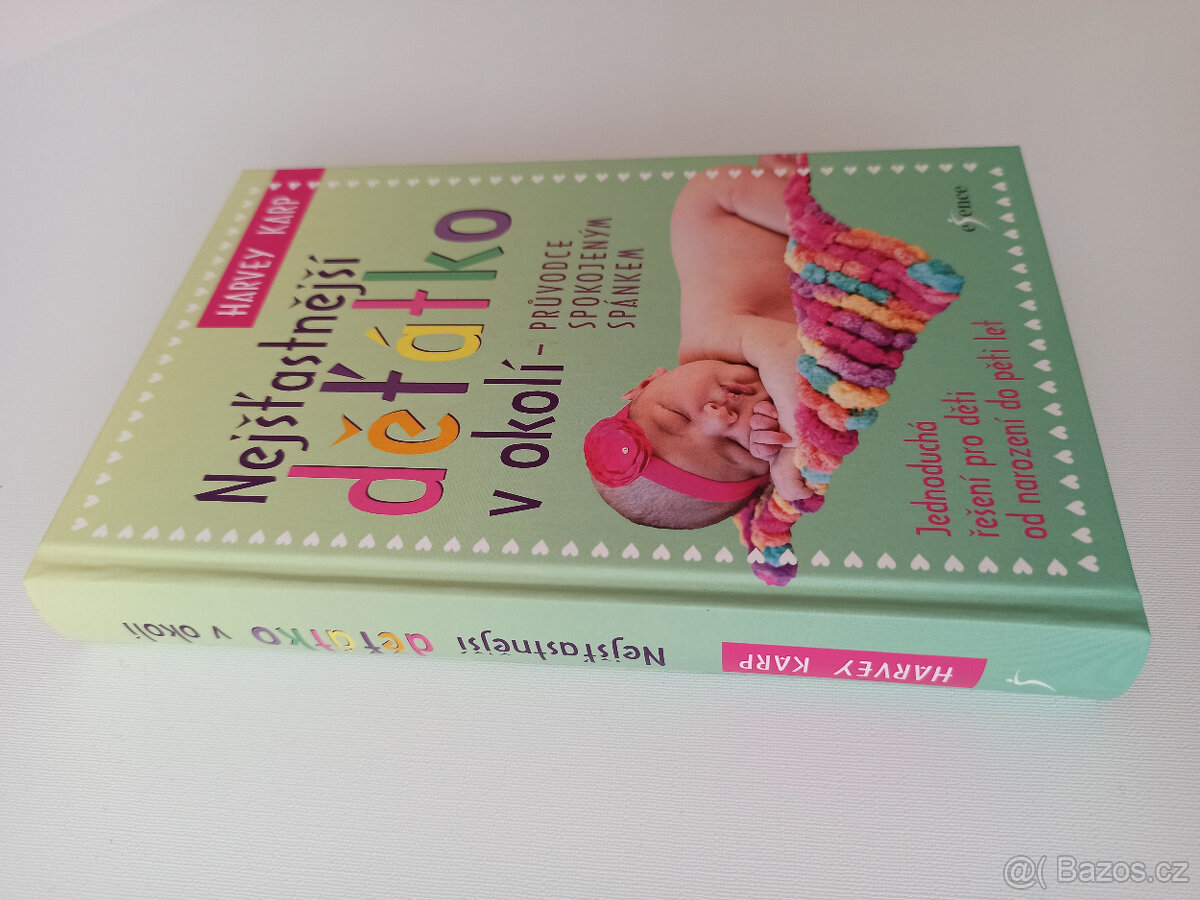 HARVEY KARP
Nejšťastnější
děťátko
v okolí - PRŮVODCE
SPOKOJENÝM
SPÁNKEM
Jednoduchá
řešení pro děti
od narození do pěti let
esence
Nejšťastnější děťátko v okolí
HARVEY KARP
@( Bazos.cz